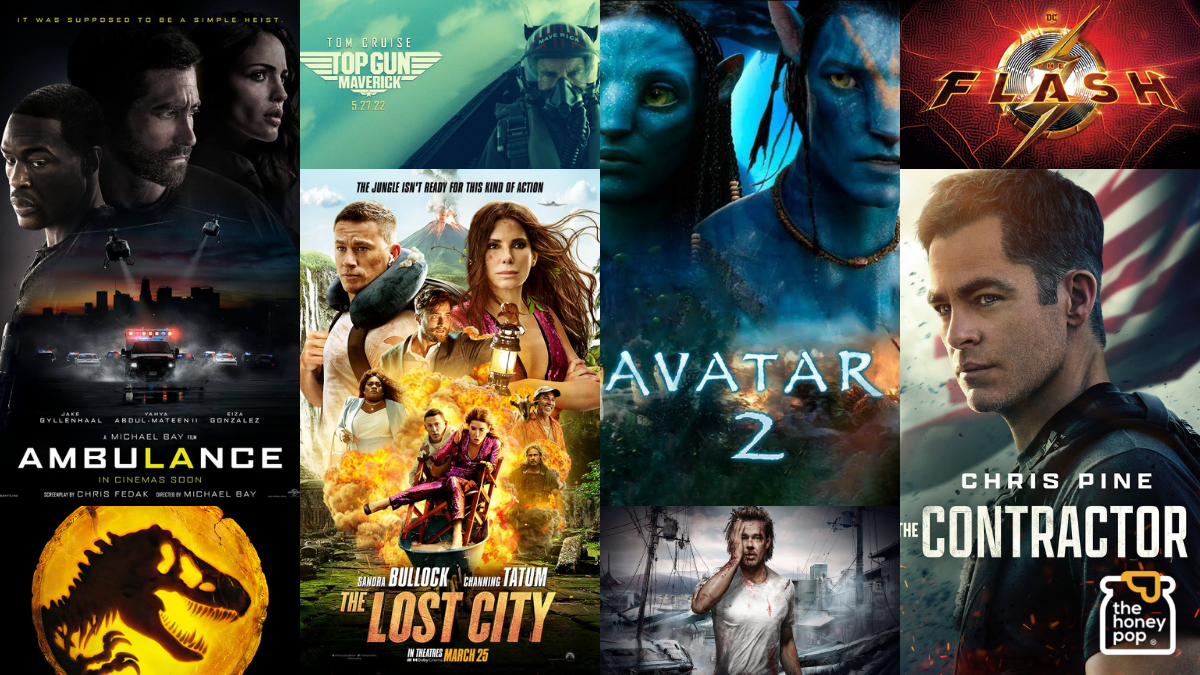 IT WAS SUPPOSED TO BE A SIMPLE HEIST.
JAKE GYLLENHAAL YAHYA ABDUL-MATEEN II EIZA GONZALEZ
A MICHAEL BAY FILM
AMBULANCE
IN CINEMAS SOON
SCREENPLAY BY CHRIS FEDAK DIRECTED BY MICHAEL BAY
TOM CRUISE
TOP GUN
MAVERICK
5.27.22
MAVERICK
THE JUNGLE ISN'T READY FOR THIS KIND OF ACTION
SANDRA BULLOCK CHANNING TATUM
THE LOST CITY
IN THEATRES MARCH 25
AVATAR
2
DC
THE
FLASH
CHRIS PINE
THE CONTRACTOR
the
honey
pop